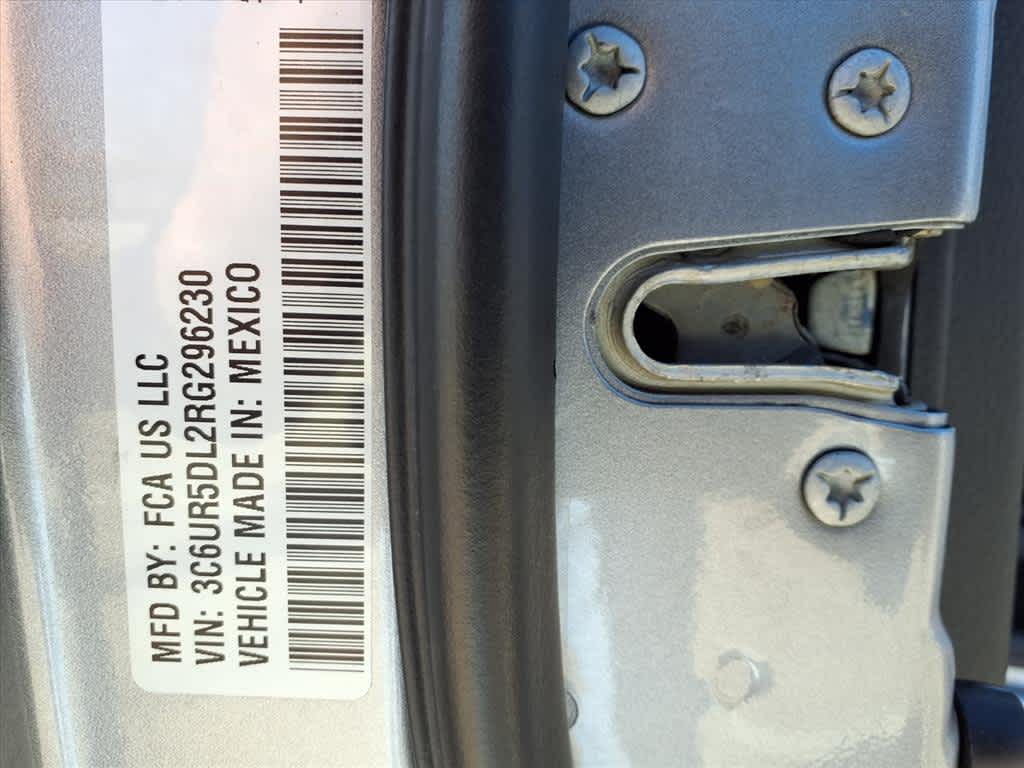 MFD BY: FCA US LLC
VIN: 3C6UR5DL2RG296230
VEHICLE MADE IN: MEXICO